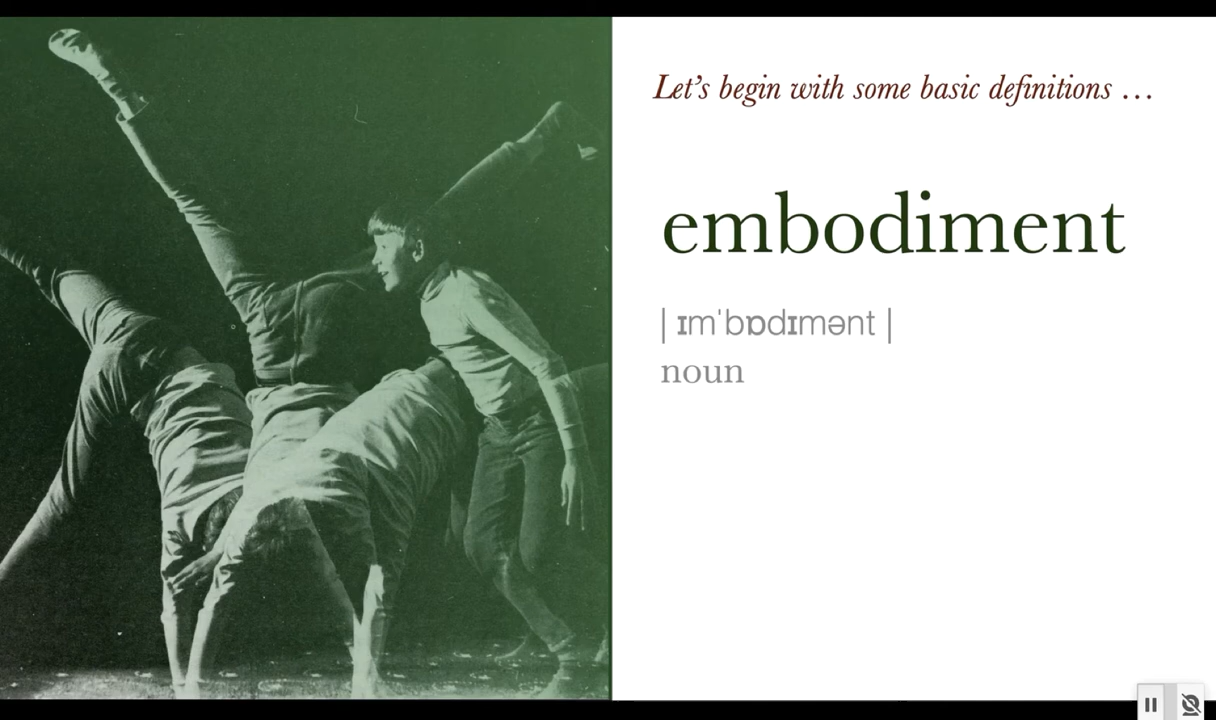 Let's begin with some basic definitions …
embodiment
| ɪmˈbɒdɪmənt |
noun